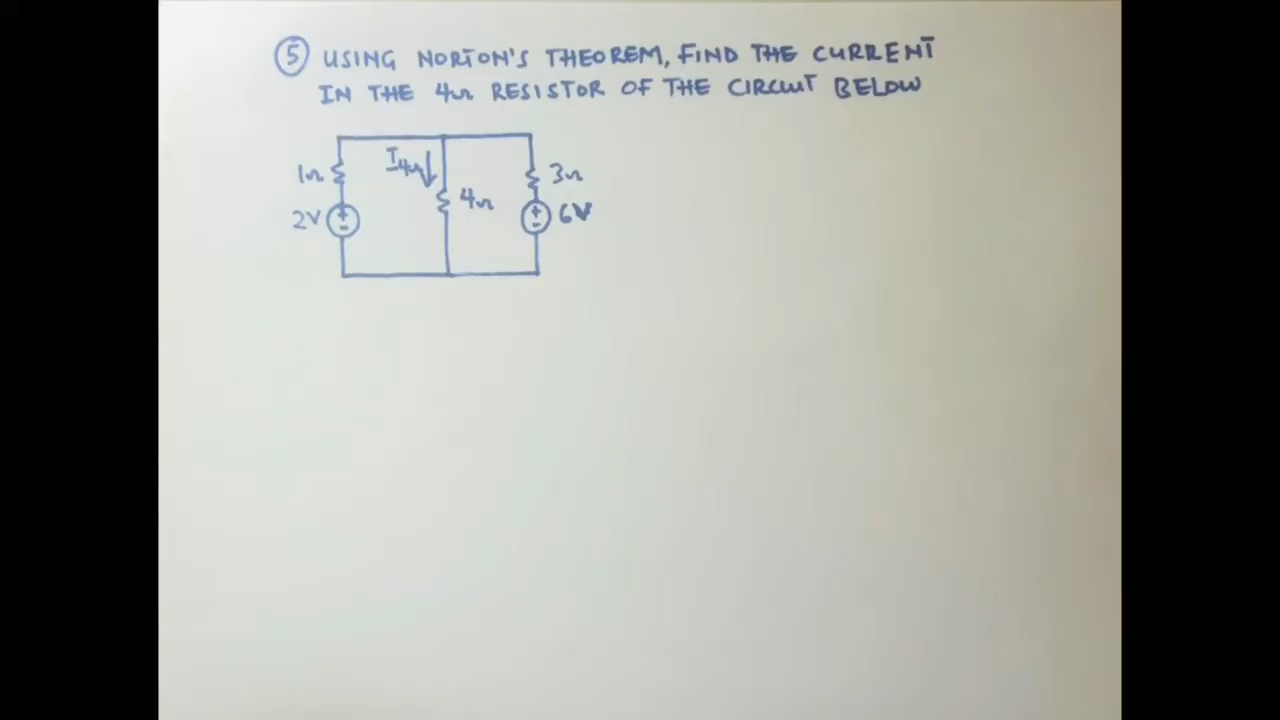 5 USING NORTON'S THEOREM, FIND THE CURRENT
IN THE 4Ω RESISTOR OF THE CIRCUIT BELOW
1Ω
I4Ω
3Ω
4Ω
2V
+
-
+
-
6V